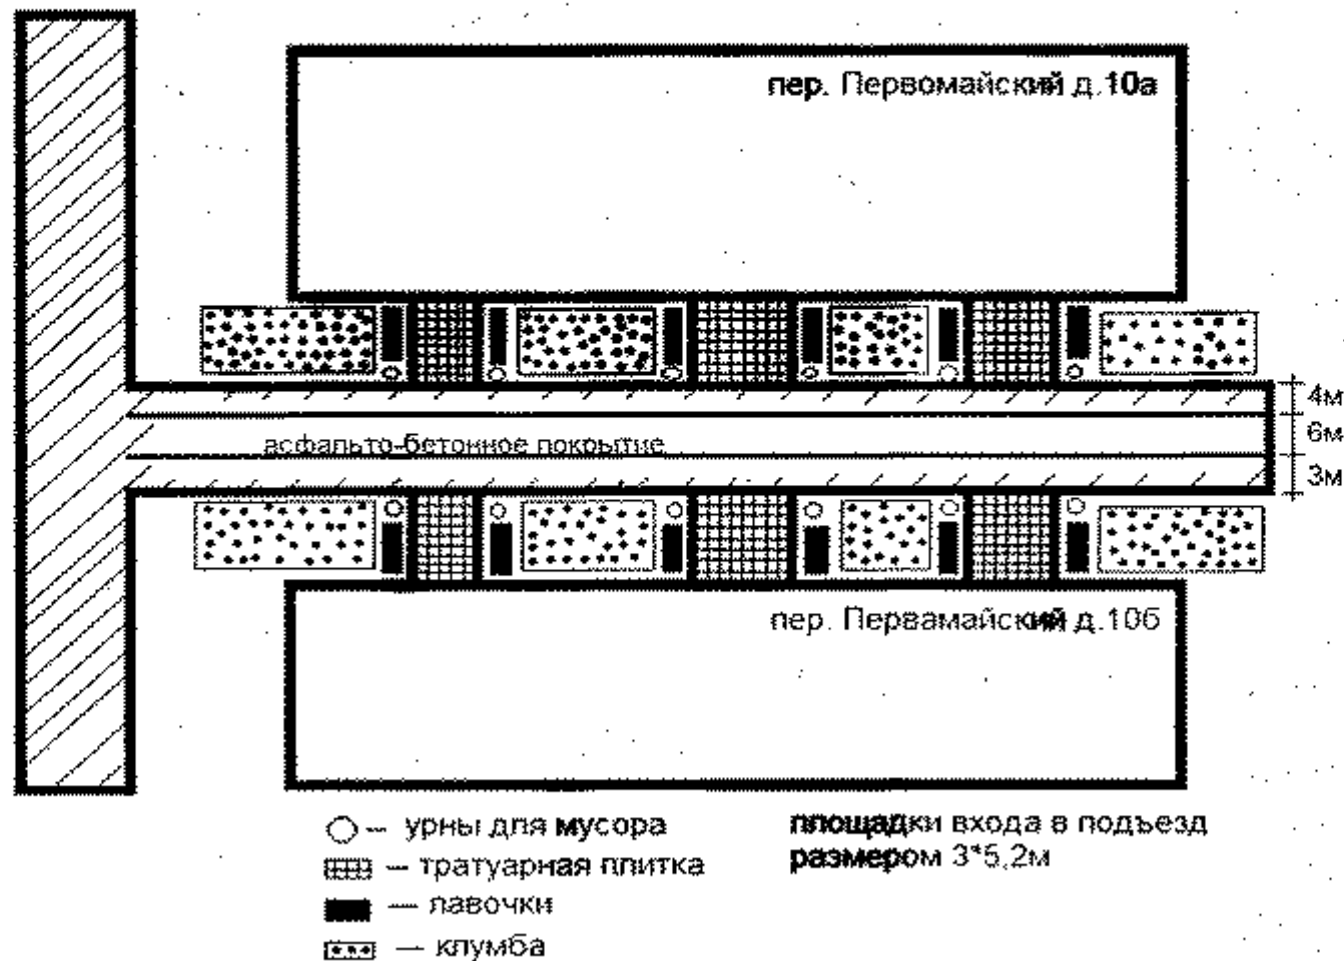 пер. Первомайский д.10а
4м
6м
асфальто-бетонное покрытие
3м
пер. Первамайский д.10б
○ – урны для мусора
– тратуарная плитка
— лавочки
— клумба
площадки входа в подъезд
размером 3*5,2м